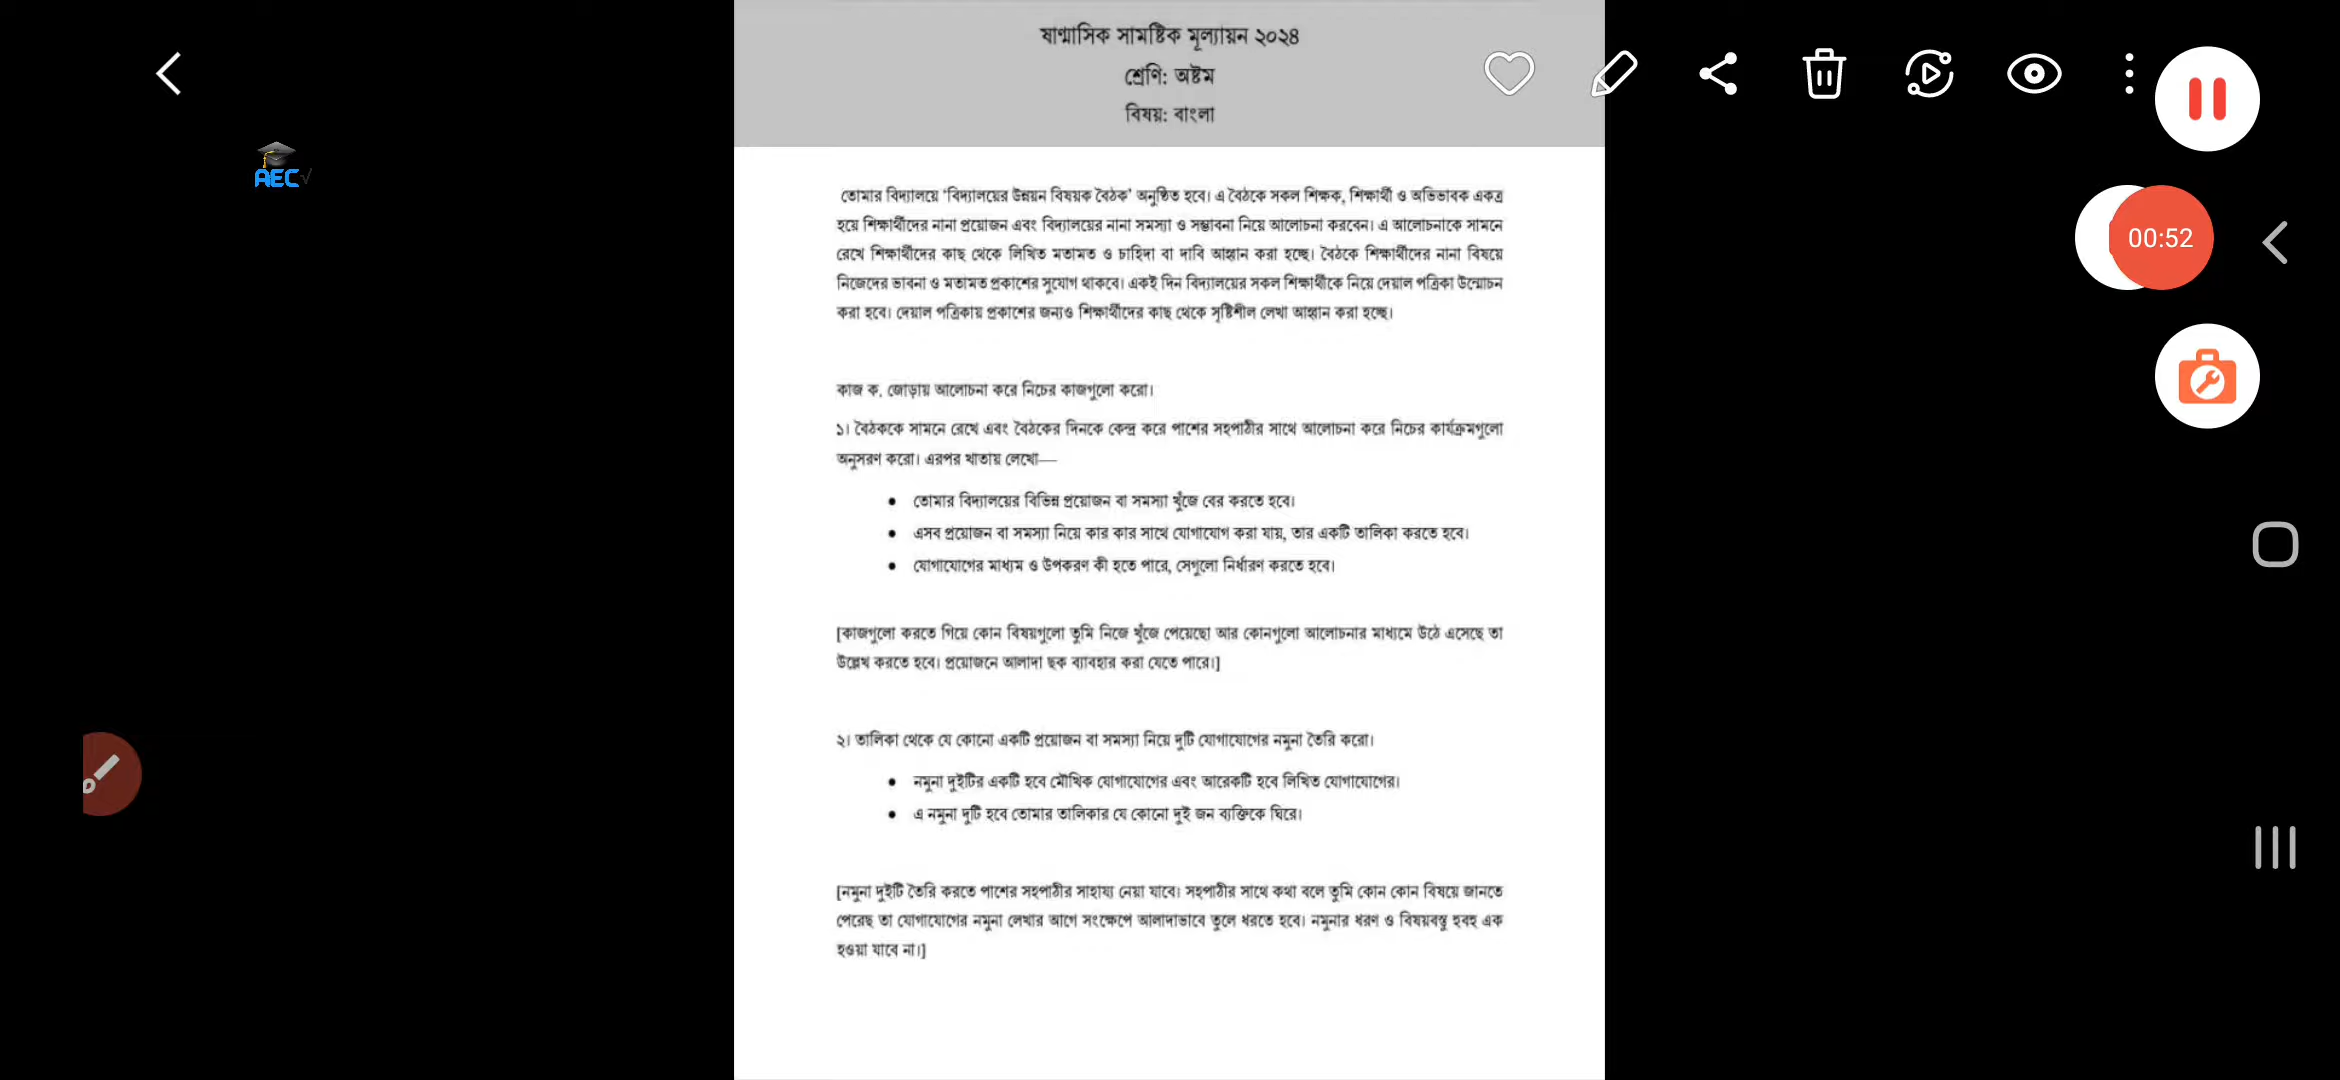 ষাণ্মাসিক সামষ্টিক মূল্যায়ন ২০২৪
শ্রেণি: অষ্টম
বিষয়: বাংলা
AEC√
00:52
তোমার বিদ্যালয়ে ‘বিদ্যালয়ের উন্নয়ন বিষয়ক বৈঠক’ অনুষ্ঠিত হবে। এ বৈঠকে সকল শিক্ষক, শিক্ষার্থী ও অভিভাবক একত্র
হয়ে শিক্ষার্থীদের নানা প্রয়োজন এবং বিদ্যালয়ের নানা সমস্যা ও সম্ভাবনা নিয়ে আলোচনা করবেন। এ আলোচনাকে সামনে
রেখে শিক্ষার্থীদের কাছ থেকে লিখিত মতামত ও চাহিদা বা দাবি আহ্বান করা হচ্ছে। বৈঠকে শিক্ষার্থীদের নানা বিষয়ে
নিজেদের ভাবনা ও মতামত প্রকাশের সুযোগ থাকবে। একই দিন বিদ্যালয়ের সকল শিক্ষার্থীকে নিয়ে দেয়াল পত্রিকা উন্মোচন
করা হবে। দেয়াল পত্রিকায় প্রকাশের জন্যও শিক্ষার্থীদের কাছ থেকে সৃষ্টিশীল লেখা আহ্বান করা হচ্ছে।
কাজ ক. জোড়ায় আলোচনা করে নিচের কাজগুলো করো।
১। বৈঠককে সামনে রেখে এবং বৈঠকের দিনকে কেন্দ্র করে পাশের সহপাঠীর সাথে আলোচনা করে নিচের কার্যক্রমগুলো
অনুসরণ করো। এরপর খাতায় লেখো—
● তোমার বিদ্যালয়ের বিভিন্ন প্রয়োজন বা সমস্যা খুঁজে বের করতে হবে।
● এসব প্রয়োজন বা সমস্যা নিয়ে কার কার সাথে যোগাযোগ করা যায়, তার একটি তালিকা করতে হবে।
● যোগাযোগের মাধ্যম ও উপকরণ কী হতে পারে, সেগুলো নির্ধারণ করতে হবে।
[কাজগুলো করতে গিয়ে কোন বিষয়গুলো তুমি নিজে খুঁজে পেয়েছো আর কোনগুলো আলোচনার মাধ্যমে উঠে এসেছে তা
উল্লেখ করতে হবে। প্রয়োজনে আলাদা ছক ব্যাবহার করা যেতে পারে।]
২। তালিকা থেকে যে কোনো একটি প্রয়োজন বা সমস্যা নিয়ে দুটি যোগাযোগের নমুনা তৈরি করো।
● নমুনা দুইটির একটি হবে মৌখিক যোগাযোগের এবং আরেকটি হবে লিখিত যোগাযোগের।
● এ নমুনা দুটি হবে তোমার তালিকার যে কোনো দুই জন ব্যক্তিকে ঘিরে।
[নমুনা দুইটি তৈরি করতে পাশের সহপাঠীর সাহায্য নেয়া যাবে। সহপাঠীর সাথে কথা বলে তুমি কোন কোন বিষয়ে জানতে
পেরেছ তা যোগাযোগের নমুনা লেখার আগে সংক্ষেপে আলাদাভাবে তুলে ধরতে হবে। নমুনার ধরণ ও বিষয়বস্তু হুবহু এক
হওয়া যাবে না।]